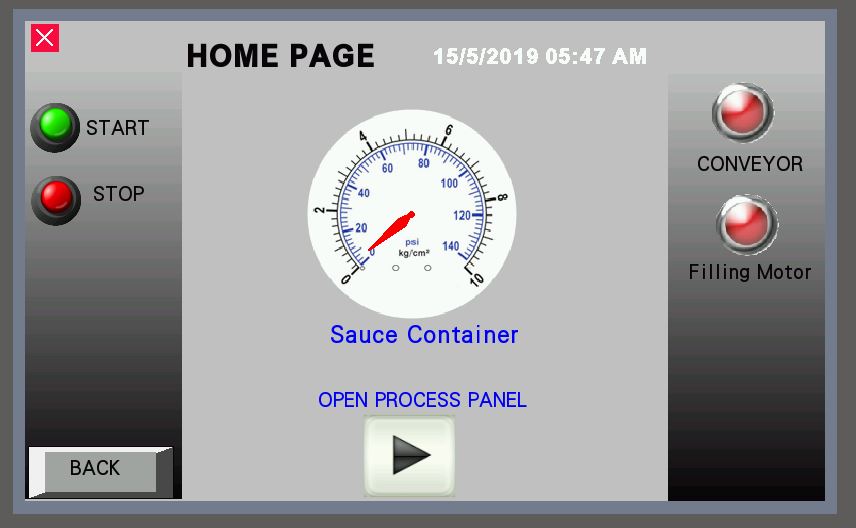 HOME PAGE
15/5/2019 05:47 AM
START
STOP
CONVEYOR
Filling Motor
0
2
4
6
8
10
0
20
40
60
80
100
120
140
psi
kg/cm²
Sauce Container
OPEN PROCESS PANEL
BACK